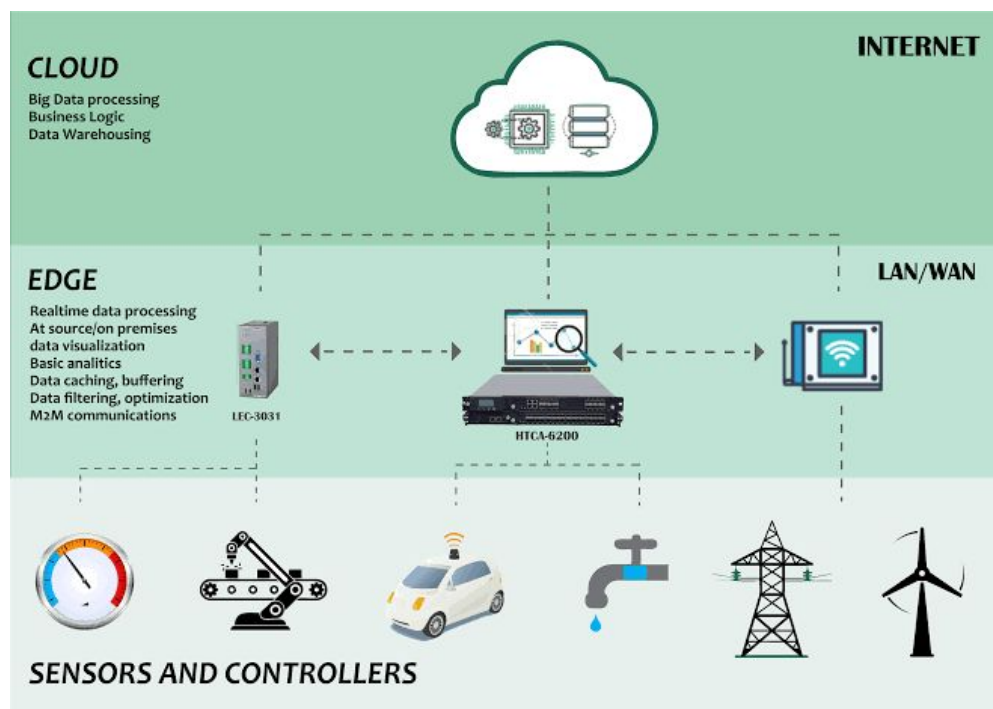 CLOUD
Big Data processing
Business Logic
Data Warehousing
INTERNET
EDGE
Realtime data processing
At source/on premises
data visualization
Basic analitics
Data caching, buffering
Data filtering, optimization
M2M communications
LAN/WAN
LEC-3031
HTCA-6200
SENSORS AND CONTROLLERS